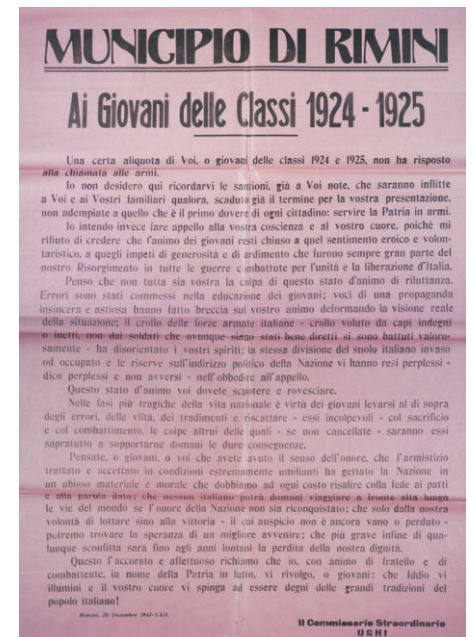 MUNICIPIO DI RIMINI
Ai Giovani delle Classi 1924 - 1925
Una certa aliquota di Voi, o giovani delle classi 1924 e 1925, non ha risposto
alla chiamata alle armi.
Io non desidero qui ricordarvi le sanzioni, già a Voi note, che saranno inflitte
a Voi e ai Vostri familiari qualora, scaduto già il termine per la vostra presentazione,
non adempiate a quello che è il primo dovere di ogni cittadino: servire la Patria in armi.
Io intendo invece fare appello alla vostra coscienza e al vostro cuore, poichè mi
rifiuto di credere che l'animo dei giovani resti chiuso a quel sentimento eroico e volon-
taristico, a quegli impeti di generosità e di ardimento che furono sempre gran parte del
nostro Risorgimento in tutte le guerre combattute per l'unità e la liberazione d'Italia.
Penso che non tutta sia vostra la colpa di questo stato d'animo di riluttanza.
Errori sono stati commessi nella educazione dei giovani; voci di una propaganda
insincera e astiosa hanno fatto breccia sul vostro animo deformando la visione reale
della situazione; il crollo delle forze armate italiane - crollo voluto da capi indegni
o inetti, non dai soldati che ovunque siano stati bene diretti si sono battuti valoro-
samente - ha disorientato i vostri spiriti; la stessa divisione del suolo italiano invaso
od occupato e le riserve sull'indirizzo politico della Nazione vi hanno resi perplessi -
dico perplessi e non avversi - nell'obbedire all'appello.
Questo stato d'animo voi dovete scuotere e rovesciare.
Nelle fasi più tragiche della vita nazionale è virtù dei giovani levarsi al di sopra
degli errori, delle viltà, dei tradimenti e riscattare - essi incolpevoli - col sacrificio
e col combattimento, le colpe altrui delle quali - se non cancellate - saranno essi
sapratutto a sopportarne domani le dure conseguenze.
Pensate, o giovani, a voi che avete avuto il senso dell'onore, che l'armistizio
trattato e accettato in condizioni estremamente umilianti ha gettato la Nazione in
un abisso materiale e morale che dobbiamo ad ogni costo risalire colla fede ai patti
e alla parola data; che nessun italiano potrà domani viaggiare a fronte alta lungo
le vie del mondo se l'onore della Nazione non sia riconquistato; che solo dalla nostra
volontà di lottare sino alla vittoria - il cui auspicio non è ancora vano o perduto -
potremo trovare la speranza di un migliore avvenire; che più grave infine di qua-
lunque sconfitta sarà fino agli anni lontani la perdita della nostra dignità.
Questo l'accorato e affettuoso richiamo che io, con animo di fratello e di
combattente, in nome della Patria in lutto, vi rivolgo, o giovani: che Iddio vi
illumini e il vostro cuore vi spinga ad essere degni delle grandi tradizioni del
popolo italiano!
Rimini, 20 Dicembre 1943-XXII.
Il Commissario Straordinario
UGHI